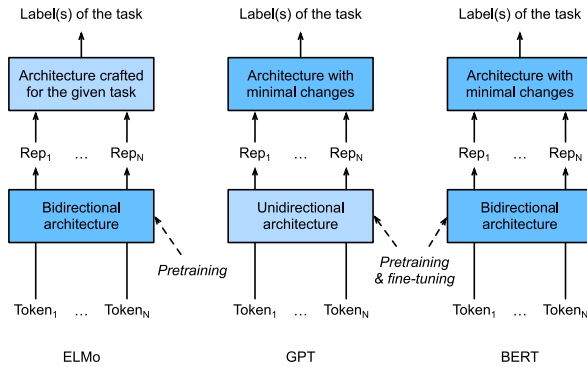 Label(s) of the task
Architecture crafted
for the given task
Rep1 … RepN
Bidirectional
architecture
Pretraining
Token1 … TokenN
ELMo
Label(s) of the task
Architecture with
minimal changes
Rep1 … RepN
Unidirectional
architecture
Pretraining
& fine-tuning
Token1 … TokenN
GPT
Label(s) of the task
Architecture with
minimal changes
Rep1 … RepN
Bidirectional
architecture
Token1 … TokenN
BERT